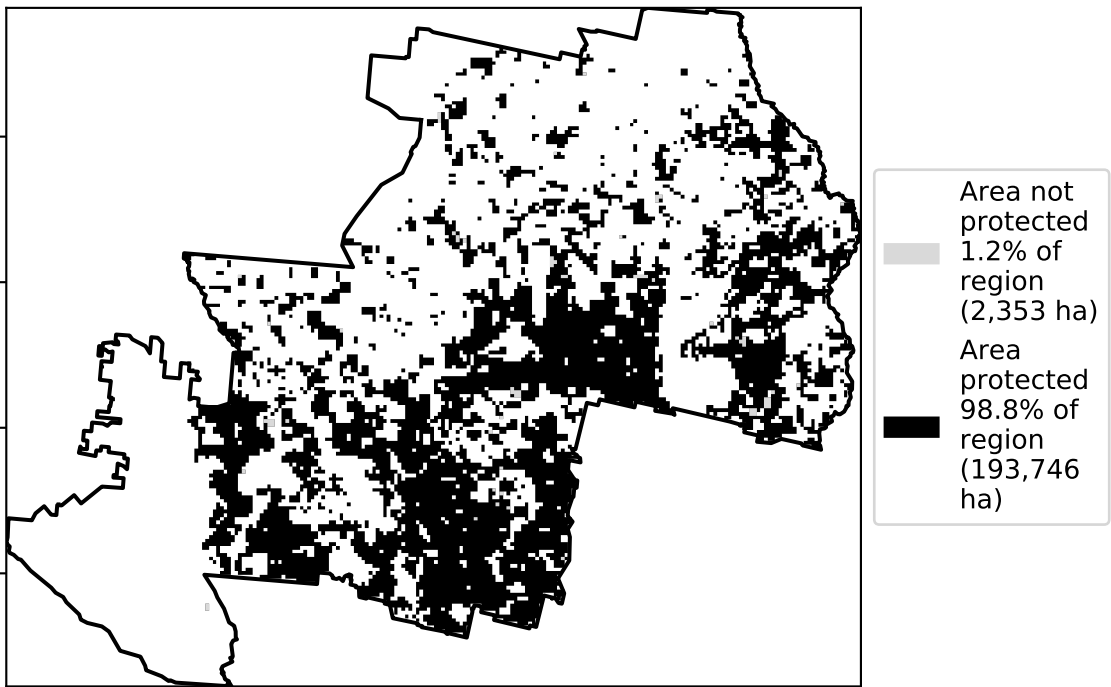 Area not
protected
1.2% of
region
(2,353 ha)
Area
protected
98.8% of
region
(193,746
ha)